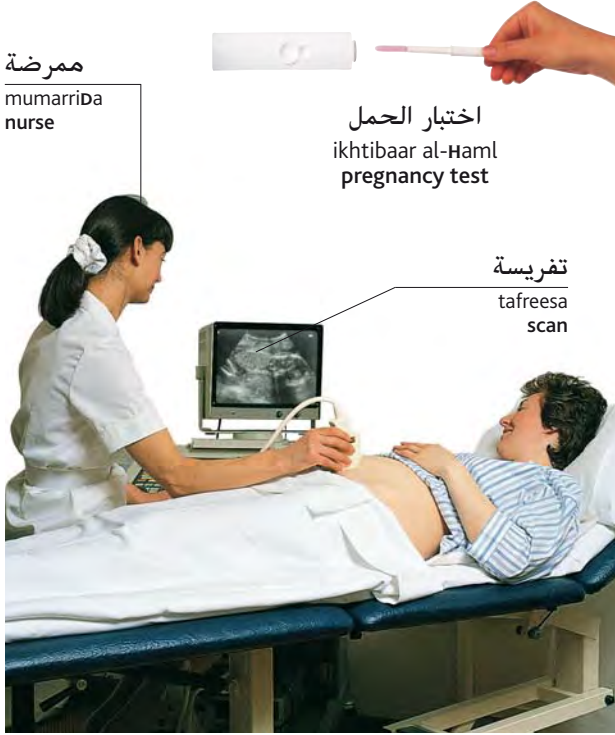 ممرضة
mumarriDa
nurse
اختبار الحمل
ikhtibaar al-Haml
pregnancy test
تفريسة
tafreesa
scan